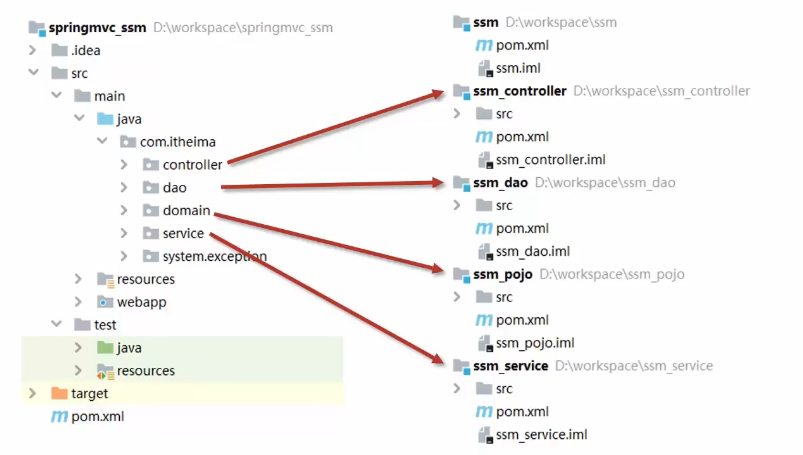 springmvc_ssm D:\workspace\springmvc_ssm
.idea
src
main
java
com.itheima
controller
dao
domain
service
system.exception
resources
webapp
test
java
resources
target
pom.xml
ssm D:\workspace\ssm
pom.xml
ssm.iml
ssm_controller D:\workspace\ssm_controller
src
pom.xml
ssm_controller.iml
ssm_dao D:\workspace\ssm_dao
src
pom.xml
ssm_dao.iml
ssm_pojo D:\workspace\ssm_pojo
src
pom.xml
ssm_pojo.iml
ssm_service D:\workspace\ssm_service
src
pom.xml
ssm_service.iml